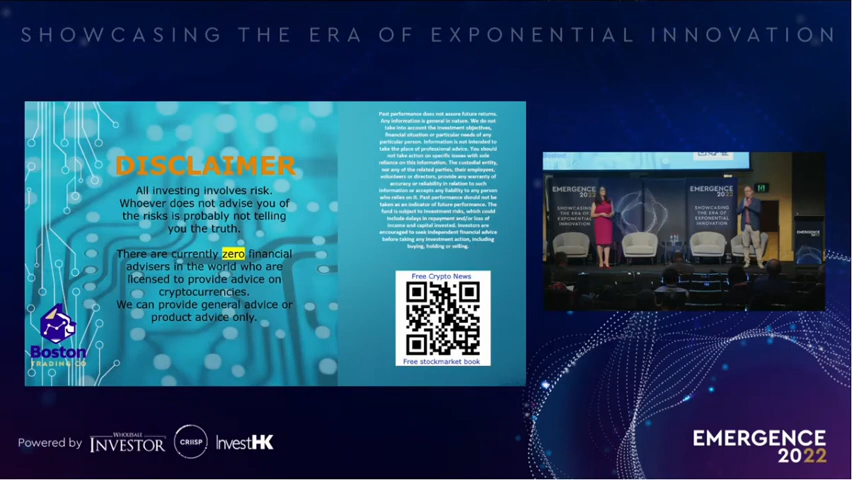 SHOWCASING THE ERA OF EXPONENTIAL INNOVATION
DISCLAIMER
All investing involves risk.
Whoever does not advise you of
the risks is probably not telling
you the truth.
There are currently zero financial
advisers in the world who are
licensed to provide advice on
cryptocurrencies.
We can provide general advice or
product advice only.
Boston
TRADING CO
Past performance does not assure future returns.
Any information is general in nature. We do not
take into account the investment objectives,
financial situation or particular needs of any
particular person. Information is not intended to
take the place of professional advice. You should
not take action on specific issues with sole
reliance on this information. The custodial entity,
nor any of the related parties, their employees,
volunteers or directors, provide any warranty of
accuracy or reliability in relation to such
information or accepts any liability to any person
who relies on it. Past performance should not be
taken as an indicator of future performance. The
fund is subject to investment risks, which could
include delays in repayment and/or loss of
income and capital invested. Investors are
encouraged to seek independent financial advice
before taking any investment action, including
buying, holding or selling.
Free Crypto News
Free stockmarket book
EMERGENCE
2022
SHOWCASING
THE ERA OF
EXPONENTIAL
INNOVATION
EMERGENCE
2022
SHOWCASING
THE ERA OF
EXPONENTIAL
INNOVATION
EMERGENCE
Powered by
WHOLESALE
INVESTOR
CRIISP
InvestHK
EMERGENCE
2022